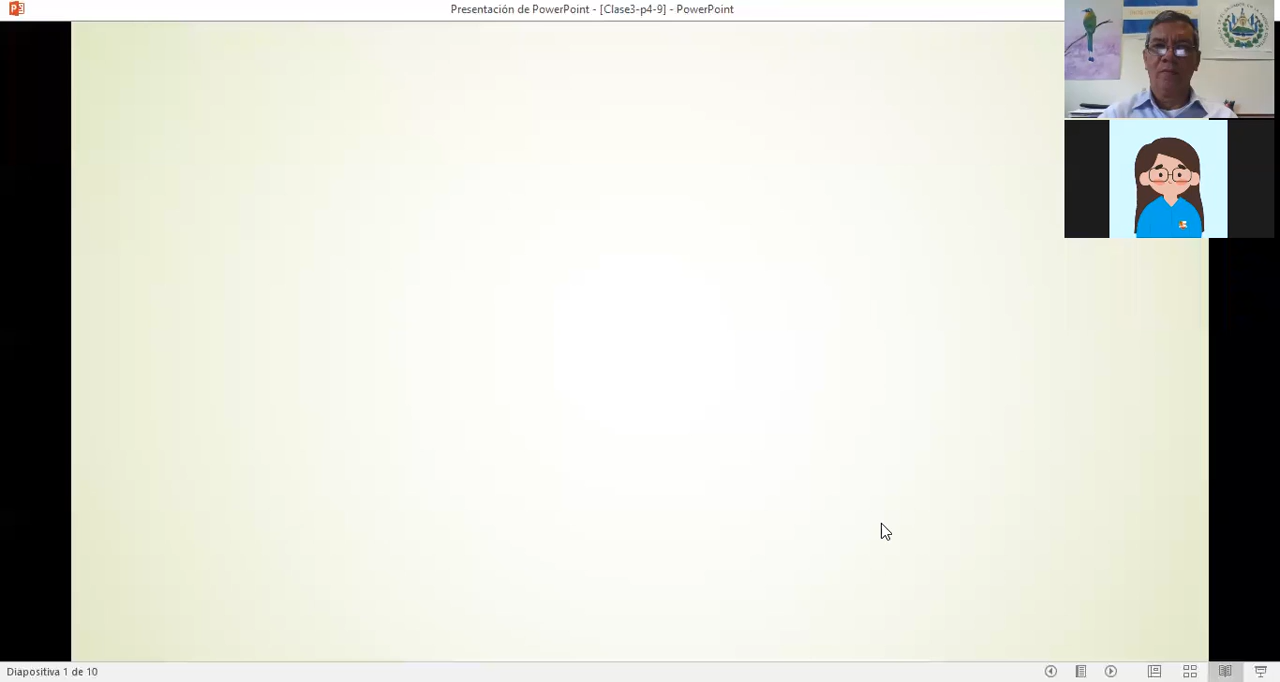 Presentación de PowerPoint - [Clase3-p4-9] - PowerPoint
Diapositiva 1 de 10